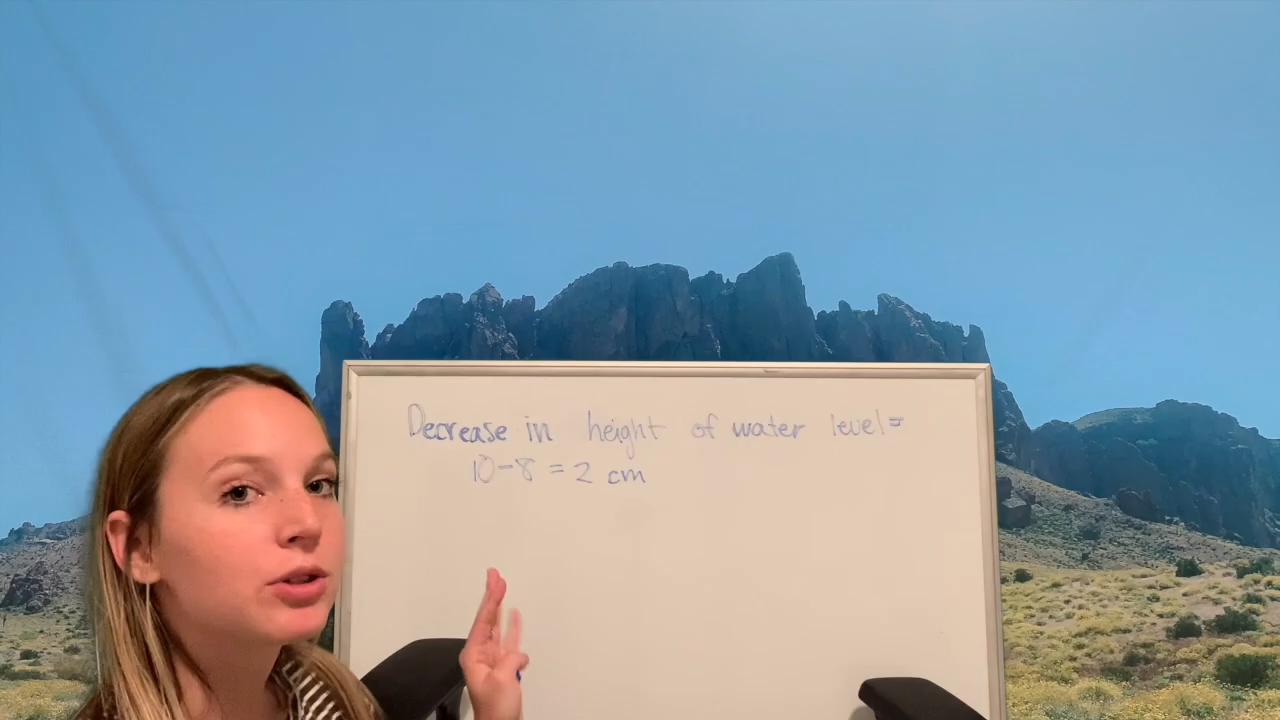 Decrease in height of water level=
10-8 = 2 cm